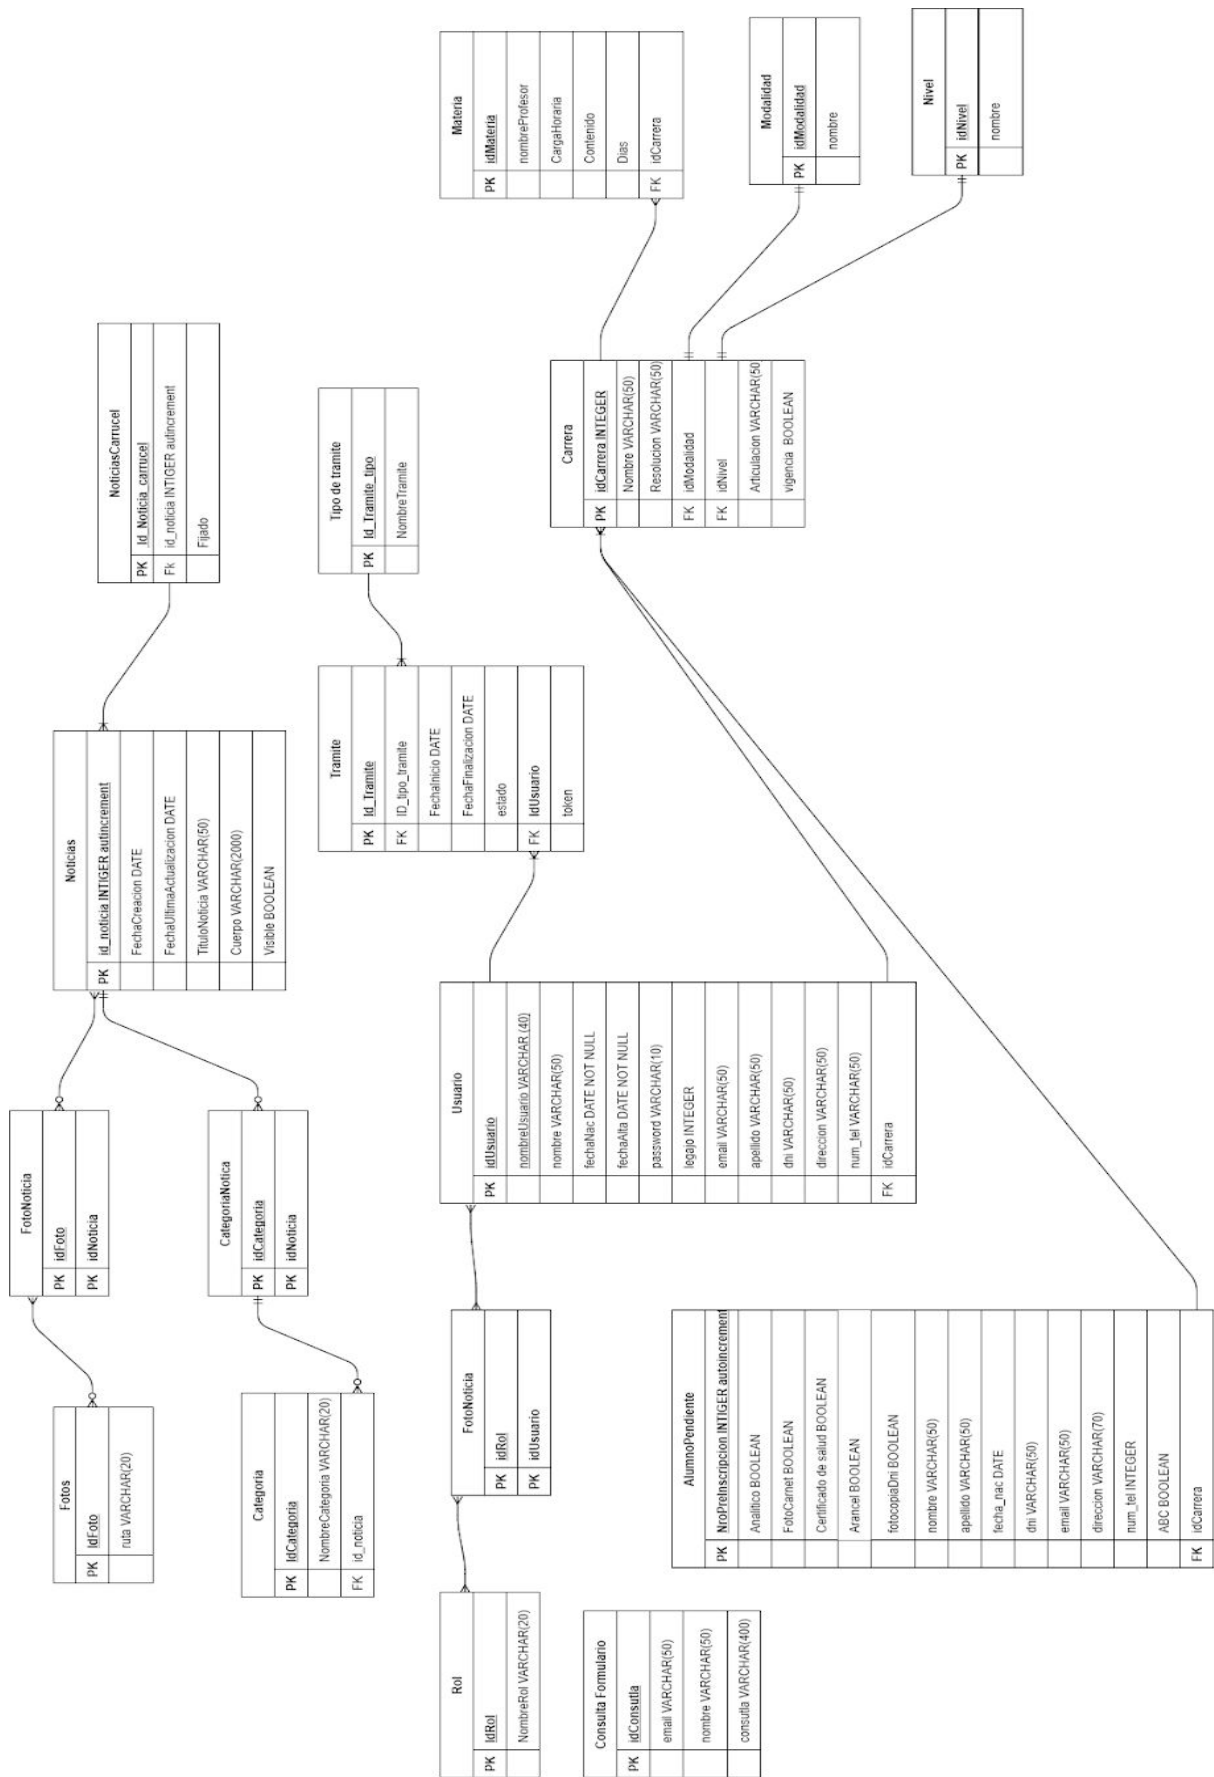 Fotos
PK IdFoto
ruta VARCHAR(20)
FotoNoticia
PK idFoto
PK idNoticia
Noticias
PK id_noticia INTIGER autincrement
FechaCreacion DATE
FechaUltimaActualizacion DATE
TituloNoticia VARCHAR(50)
Cuerpo VARCHAR(2000)
Visible BOOLEAN
NoticiasCarrucel
PK Id_Noticia_carrucel
Fk id_noticia INTIGER autincrement
Fijado
Categoria
PK IdCategoria
NombreCategoria VARCHAR(20)
FK id_noticia
CategoriaNotica
PK idCategoria
PK idNoticia
Tramite
PK Id_Tramite
FK ID_tipo_tramite
FechaInicio DATE
FechaFinalizacion DATE
estado
FK IdUsuario
token
Tipo de tramite
PK Id_Tramite_tipo
NombreTramite
Rol
PK IdRol
NombreRol VARCHAR(20)
FotoNoticia
PK idRol
PK idUsuario
Usuario
PK idUsuario
nombreUsuario VARCHAR (40)
nombre VARCHAR(50)
fechaNac DATE NOT NULL
fechaAlta DATE NOT NULL
password VARCHAR(10)
legajo INTEGER
email VARCHAR(50)
apellido VARCHAR(50)
dni VARCHAR(50)
direccion VARCHAR(50)
num_tel VARCHAR(50)
FK idCarrera
Carrera
PK idCarrera INTEGER
Nombre VARCHAR(50)
Resolucion VARCHAR(50)
FK idModalidad
FK idNivel
Articulacion VARCHAR(50
vigencia BOOLEAN
Materia
PK idMateria
nombreProfesor
CargaHoraria
Contenido
Dias
FK idCarrera
Modalidad
PK idModalidad
nombre
Nivel
PK idNivel
nombre
Consulta Formulario
PK idConsutla
email VARCHAR(50)
nombre VARCHAR(50)
consutla VARCHAR(400)
AlumnoPendiente
PK NroPreInscripcion INTIGER autoincrement
Analitico BOOLEAN
FotoCarnet BOOLEAN
Certificado de salud BOOLEAN
Arancel BOOLEAN
fotocopiaDni BOOLEAN
nombre VARCHAR(50)
apellido VARCHAR(50)
fecha_nac DATE
dni VARCHAR(50)
email VARCHAR(50)
direccion VARCHAR(70)
num_tel INTEGER
ABC BOOLEAN
FK idCarrera